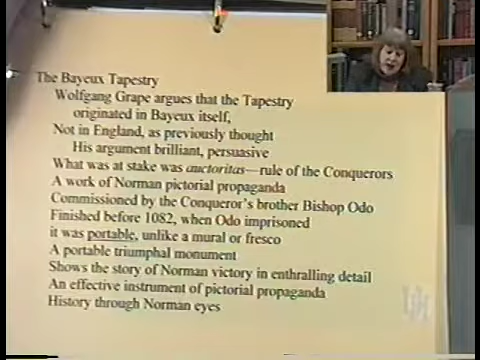 The Bayeux Tapestry
Wolfgang Grape argues that the Tapestry
originated in Bayeux itself,
Not in England, as previously thought
His argument brilliant, persuasive
What was at stake was auctoritas—rule of the Conquerors
A work of Norman pictorial propaganda
Commissioned by the Conqueror's brother Bishop Odo
Finished before 1082, when Odo imprisoned
it was portable, unlike a mural or fresco
A portable triumphal monument
Shows the story of Norman victory in enthralling detail
An effective instrument of pictorial propaganda
History through Norman eyes